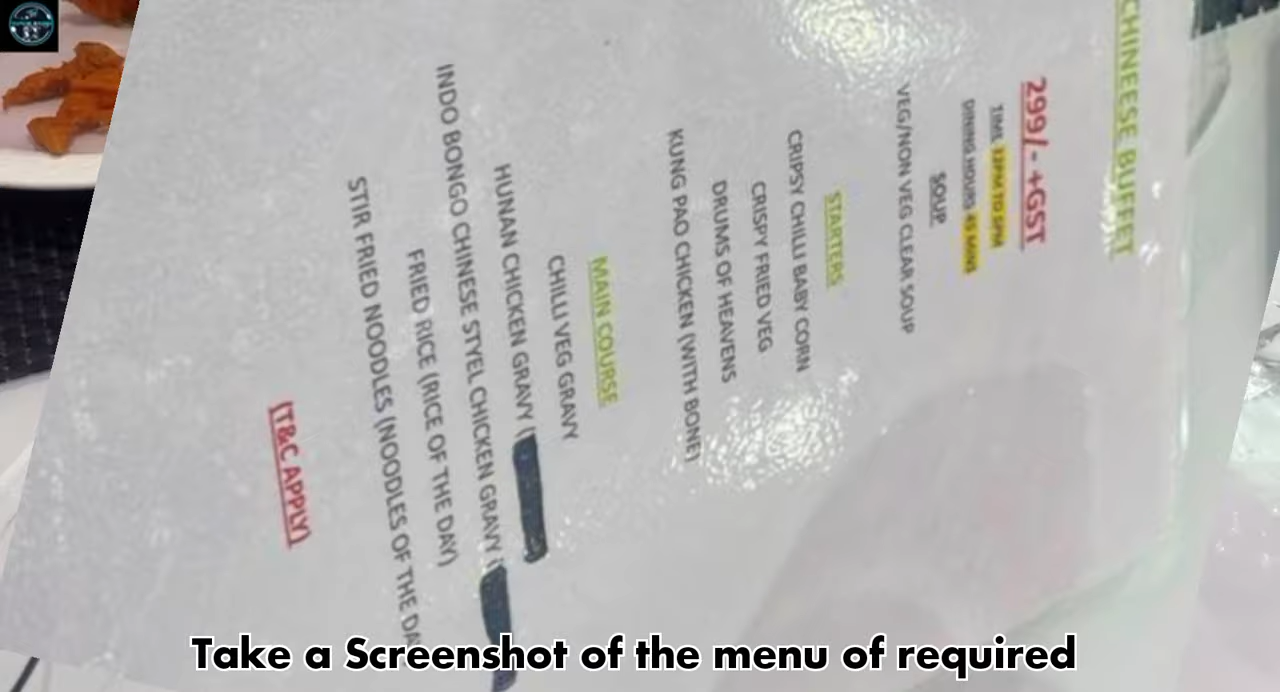 CHINEESE BUFFET
299/- +GST
TIME 12PM TO 5PM
DINING HOURS 45 MINS
SOUP
VEG/NON VEG CLEAR SOUP
STARTERS
CRIPSY CHILLI BABY CORN
CRISPY FRIED VEG
DRUMS OF HEAVENS
KUNG PAO CHICKEN (WITH BONE)
MAIN COURSE
CHILLI VEG GRAVY
HUNAN CHICKEN GRAVY (
INDO BONGO CHINESE STYEL CHICKEN GRAVY (
FRIED RICE (RICE OF THE DAY)
STIR FRIED NOODLES (NOODLES OF THE DA
(T&C APPLY)
Take a Screenshot of the menu of required